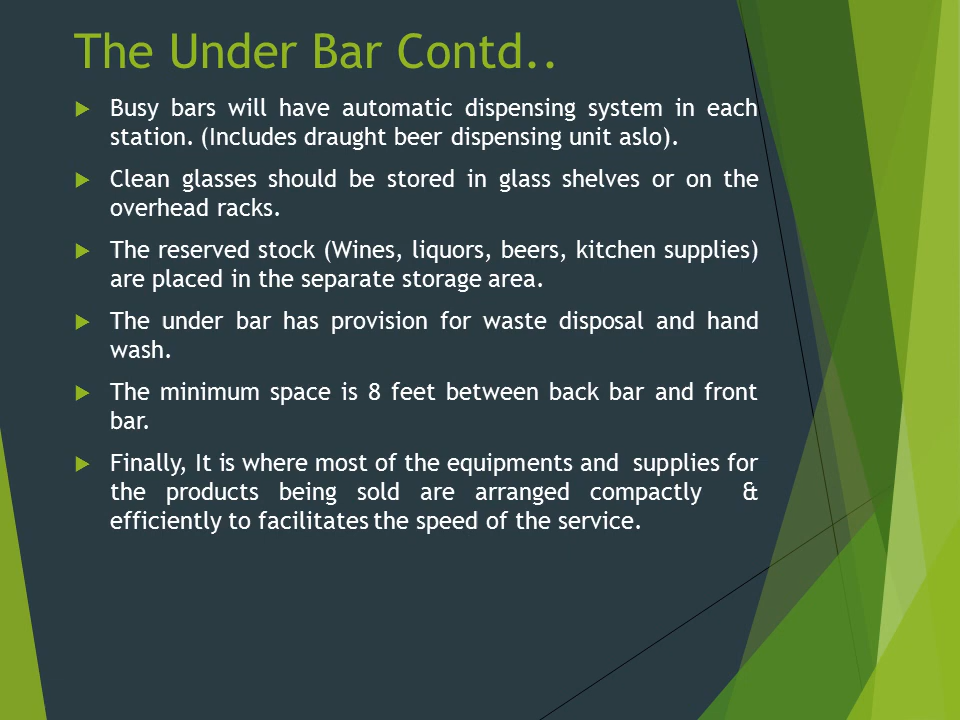 The Under Bar Contd..
Busy bars will have automatic dispensing system in each
station. (Includes draught beer dispensing unit aslo).
Clean glasses should be stored in glass shelves or on the
overhead racks.
The reserved stock (Wines, liquors, beers, kitchen supplies)
are placed in the separate storage area.
The under bar has provision for waste disposal and hand
wash.
The minimum space is 8 feet between back bar and front
bar.
Finally, It is where most of the equipments and supplies for
the products being sold are arranged compactly &
efficiently to facilitates the speed of the service.